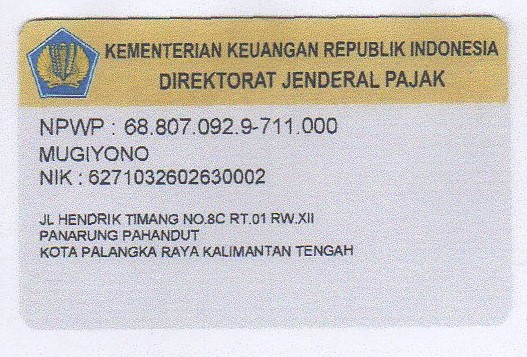 KEMENTERIAN KEUANGAN REPUBLIK INDONESIA
DIREKTORAT JENDERAL PAJAK
NPWP : 68.807.092.9-711.000
MUGIYONO
NIK : 6271032602630002
JL HENDRIK TIMANG NO.8C RT.01 RW.XII
PANARUNG PAHANDUT
KOTA PALANGKA RAYA KALIMANTAN TENGAH